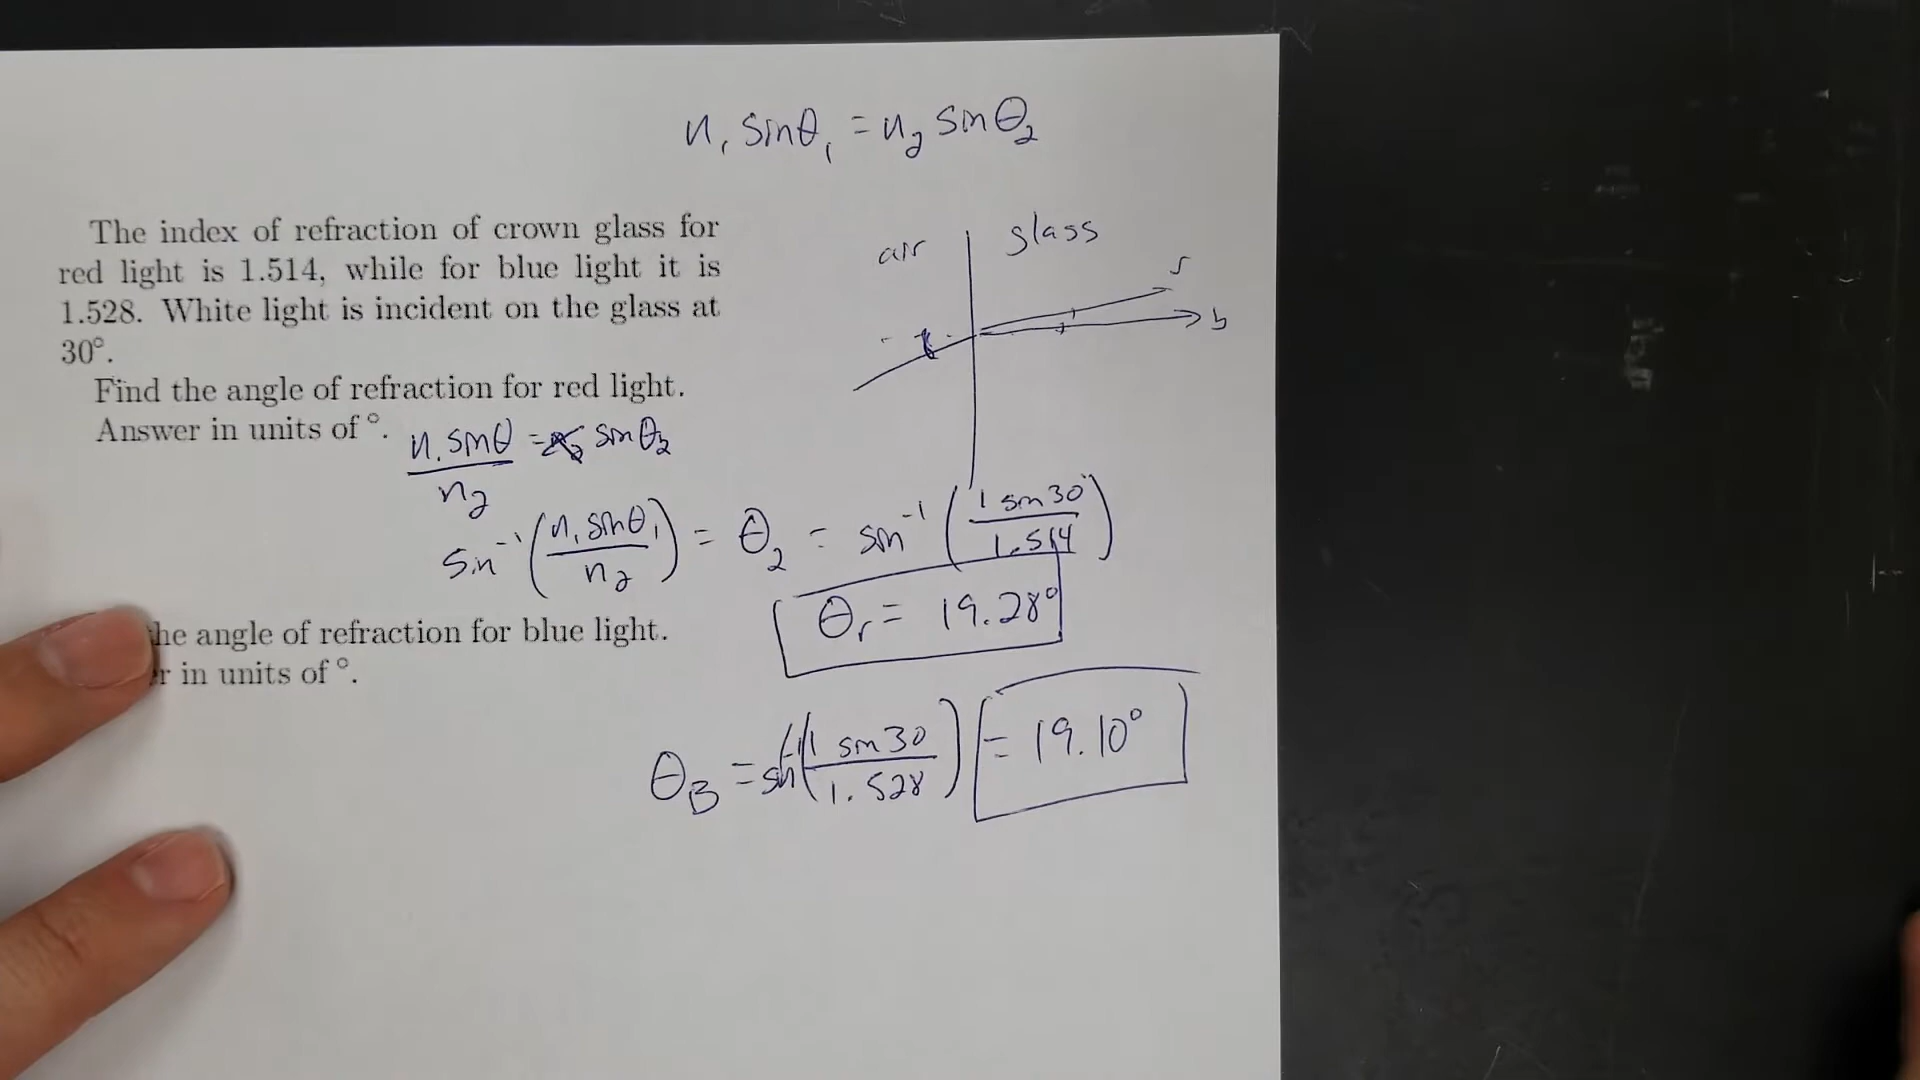 n₁ sinθ₁ = n₂ sinθ₂
The index of refraction of crown glass for
red light is 1.514, while for blue light it is
1.528. White light is incident on the glass at
30°.
Find the angle of refraction for red light.
Answer in units of °.
air
glass
r
b
n₁ sinθ / n₂ = n₂ sinθ₂
sin⁻¹(n₁ sinθ₁ / n₂) = θ₂ = sin⁻¹(1 sin30 / 1.514)
θr = 19.28°
he angle of refraction for blue light.
r in units of °.
θB = sin⁻¹(1 sin30 / 1.528) = 19.10°